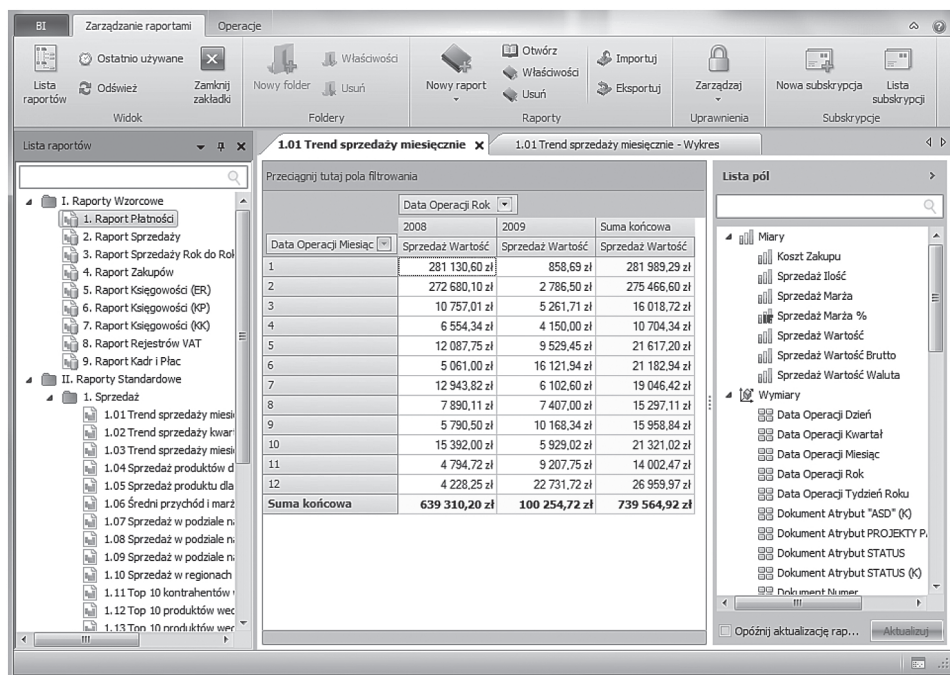 BI Zarządzanie raportami Operacje
Lista raportów
Ostatnio używane
Odśwież
Zamknij zakładki
Widok
Nowy folder
Właściwości
Usuń
Foldery
Nowy raport
Otwórz
Właściwości
Usuń
Importuj
Eksportuj
Raporty
Zarządzaj
Uprawnienia
Nowa subskrypcja
Lista subskrypcji
Subskrypcje
Lista raportów
I. Raporty Wzorcowe
1. Raport Płatności
2. Raport Sprzedaży
3. Raport Sprzedaży Rok do Rok
4. Raport Zakupów
5. Raport Księgowości (ER)
6. Raport Księgowości (KP)
7. Raport Księgowości (KK)
8. Raport Rejestrów VAT
9. Raport Kadr i Płac
II. Raporty Standardowe
1. Sprzedaż
1.01 Trend sprzedaży miesi
1.02 Trend sprzedaży kwar
1.03 Trend sprzedaży miesi
1.04 Sprzedaż produktów d
1.05 Sprzedaż produktu dla
1.06 Średni przychód i marż
1.07 Sprzedaż w podziale n
1.08 Sprzedaż w podziale n
1.09 Sprzedaż w podziale n
1.10 Sprzedaż w regionach
1.11 Top 10 kontrahentów
1.12 Top 10 produktów wec
1.13 Top 10 produktów wec
1.01 Trend sprzedaży miesięcznie x 1.01 Trend sprzedaży miesięcznie - Wykres
Przeciągnij tutaj pola filtrowania
Data Operacji Rok
2008 2009 Suma końcowa
Data Operacji Miesiąc Sprzedaż Wartość Sprzedaż Wartość Sprzedaż Wartość
1 281 130,60 zł 858,69 zł 281 989,29 zł
2 272 680,10 zł 2 786,50 zł 275 466,60 zł
3 10 757,01 zł 5 261,71 zł 16 018,72 zł
4 6 554,34 zł 4 150,00 zł 10 704,34 zł
5 12 087,75 zł 9 529,45 zł 21 617,20 zł
6 5 061,00 zł 16 121,94 zł 21 182,94 zł
7 12 943,82 zł 6 102,60 zł 19 046,42 zł
8 7 890,11 zł 7 407,00 zł 15 297,11 zł
9 5 790,50 zł 10 168,34 zł 15 958,84 zł
10 15 392,00 zł 5 929,02 zł 21 321,02 zł
11 4 794,72 zł 9 207,75 zł 14 002,47 zł
12 4 228,25 zł 22 731,72 zł 26 959,97 zł
Suma końcowa 639 310,20 zł 100 254,72 zł 739 564,92 zł
Lista pól
Miary
Koszt Zakupu
Sprzedaż Ilość
Sprzedaż Marża
Sprzedaż Marża %
Sprzedaż Wartość
Sprzedaż Wartość Brutto
Sprzedaż Wartość Waluta
Wymiary
Data Operacji Dzień
Data Operacji Kwartał
Data Operacji Miesiąc
Data Operacji Rok
Data Operacji Tydzień Roku
Dokument Atrybut "ASD" (K)
Dokument Atrybut PROJEKTY P
Dokument Atrybut STATUS
Dokument Atrybut STATUS (K)
Dokument Numer
Opóźnij aktualizację rap... Aktualizuj